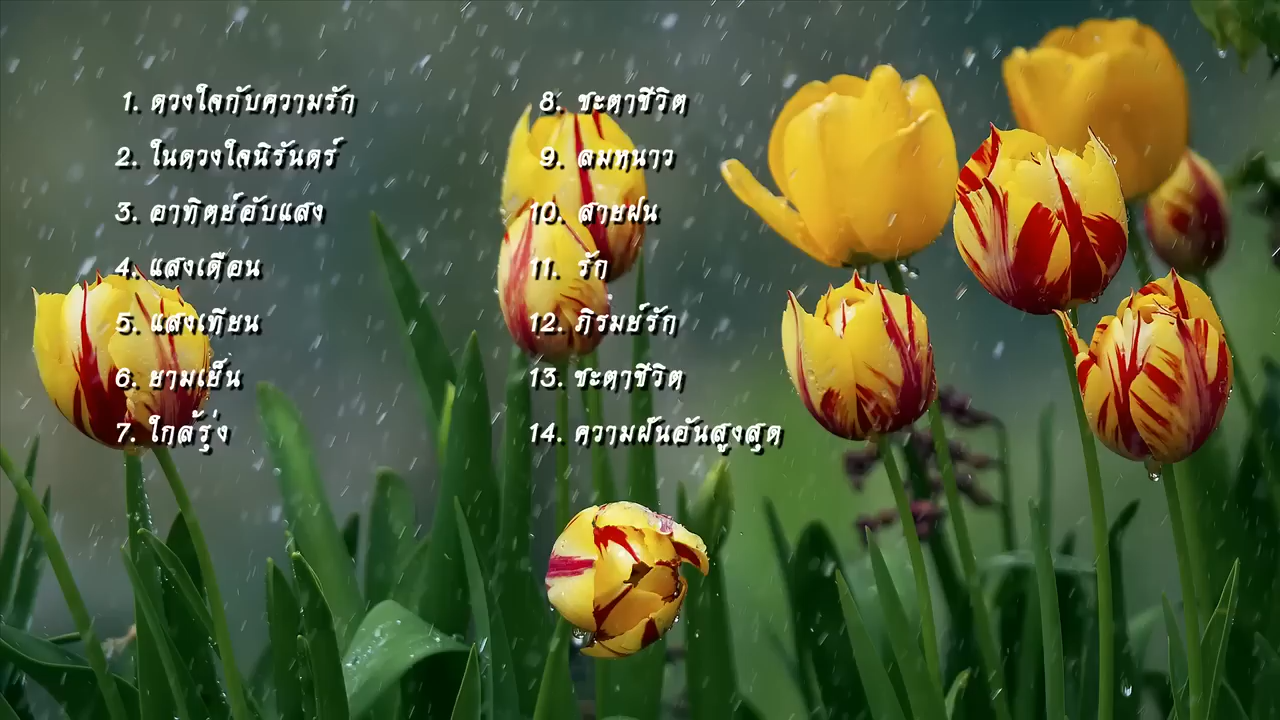 1. ดวงใจกับความรัก
2. ในดวงใจนิรันดร์
3. อาทิตย์อับแสง
4. แสงเดือน
5. แสงเทียน
6. ยามเย็น
7. ใกล้รุ่ง
8. ชะตาชีวิต
9. ลมหนาว
10. สายฝน
11. รัก
12. ภิรมย์รัก
13. ชะตาชีวิต
14. ความฝันอันสูงสุด